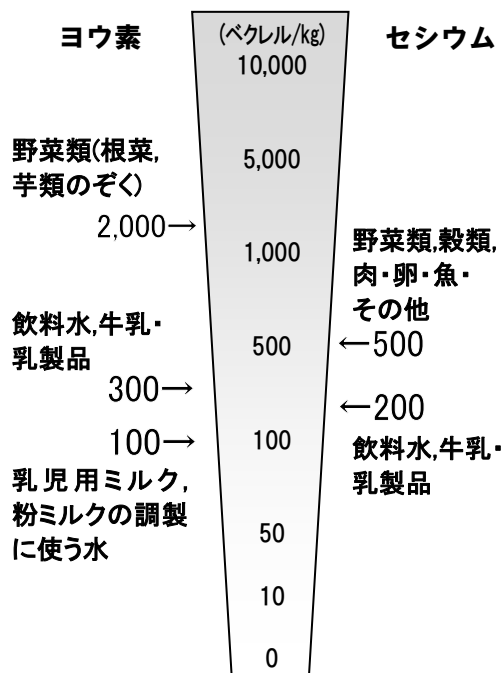 ヨウ素
(ベクレル/kg)
セシウム
10,000
5,000
1,000
500
100
50
10
0
野菜類(根菜,
芋類のぞく)
2,000→
飲料水,牛乳・
乳製品
300→
100→
乳児用ミルク,
粉ミルクの調製
に使う水
野菜類,穀類,
肉・卵・魚・
その他
←500
←200
飲料水,牛乳・
乳製品